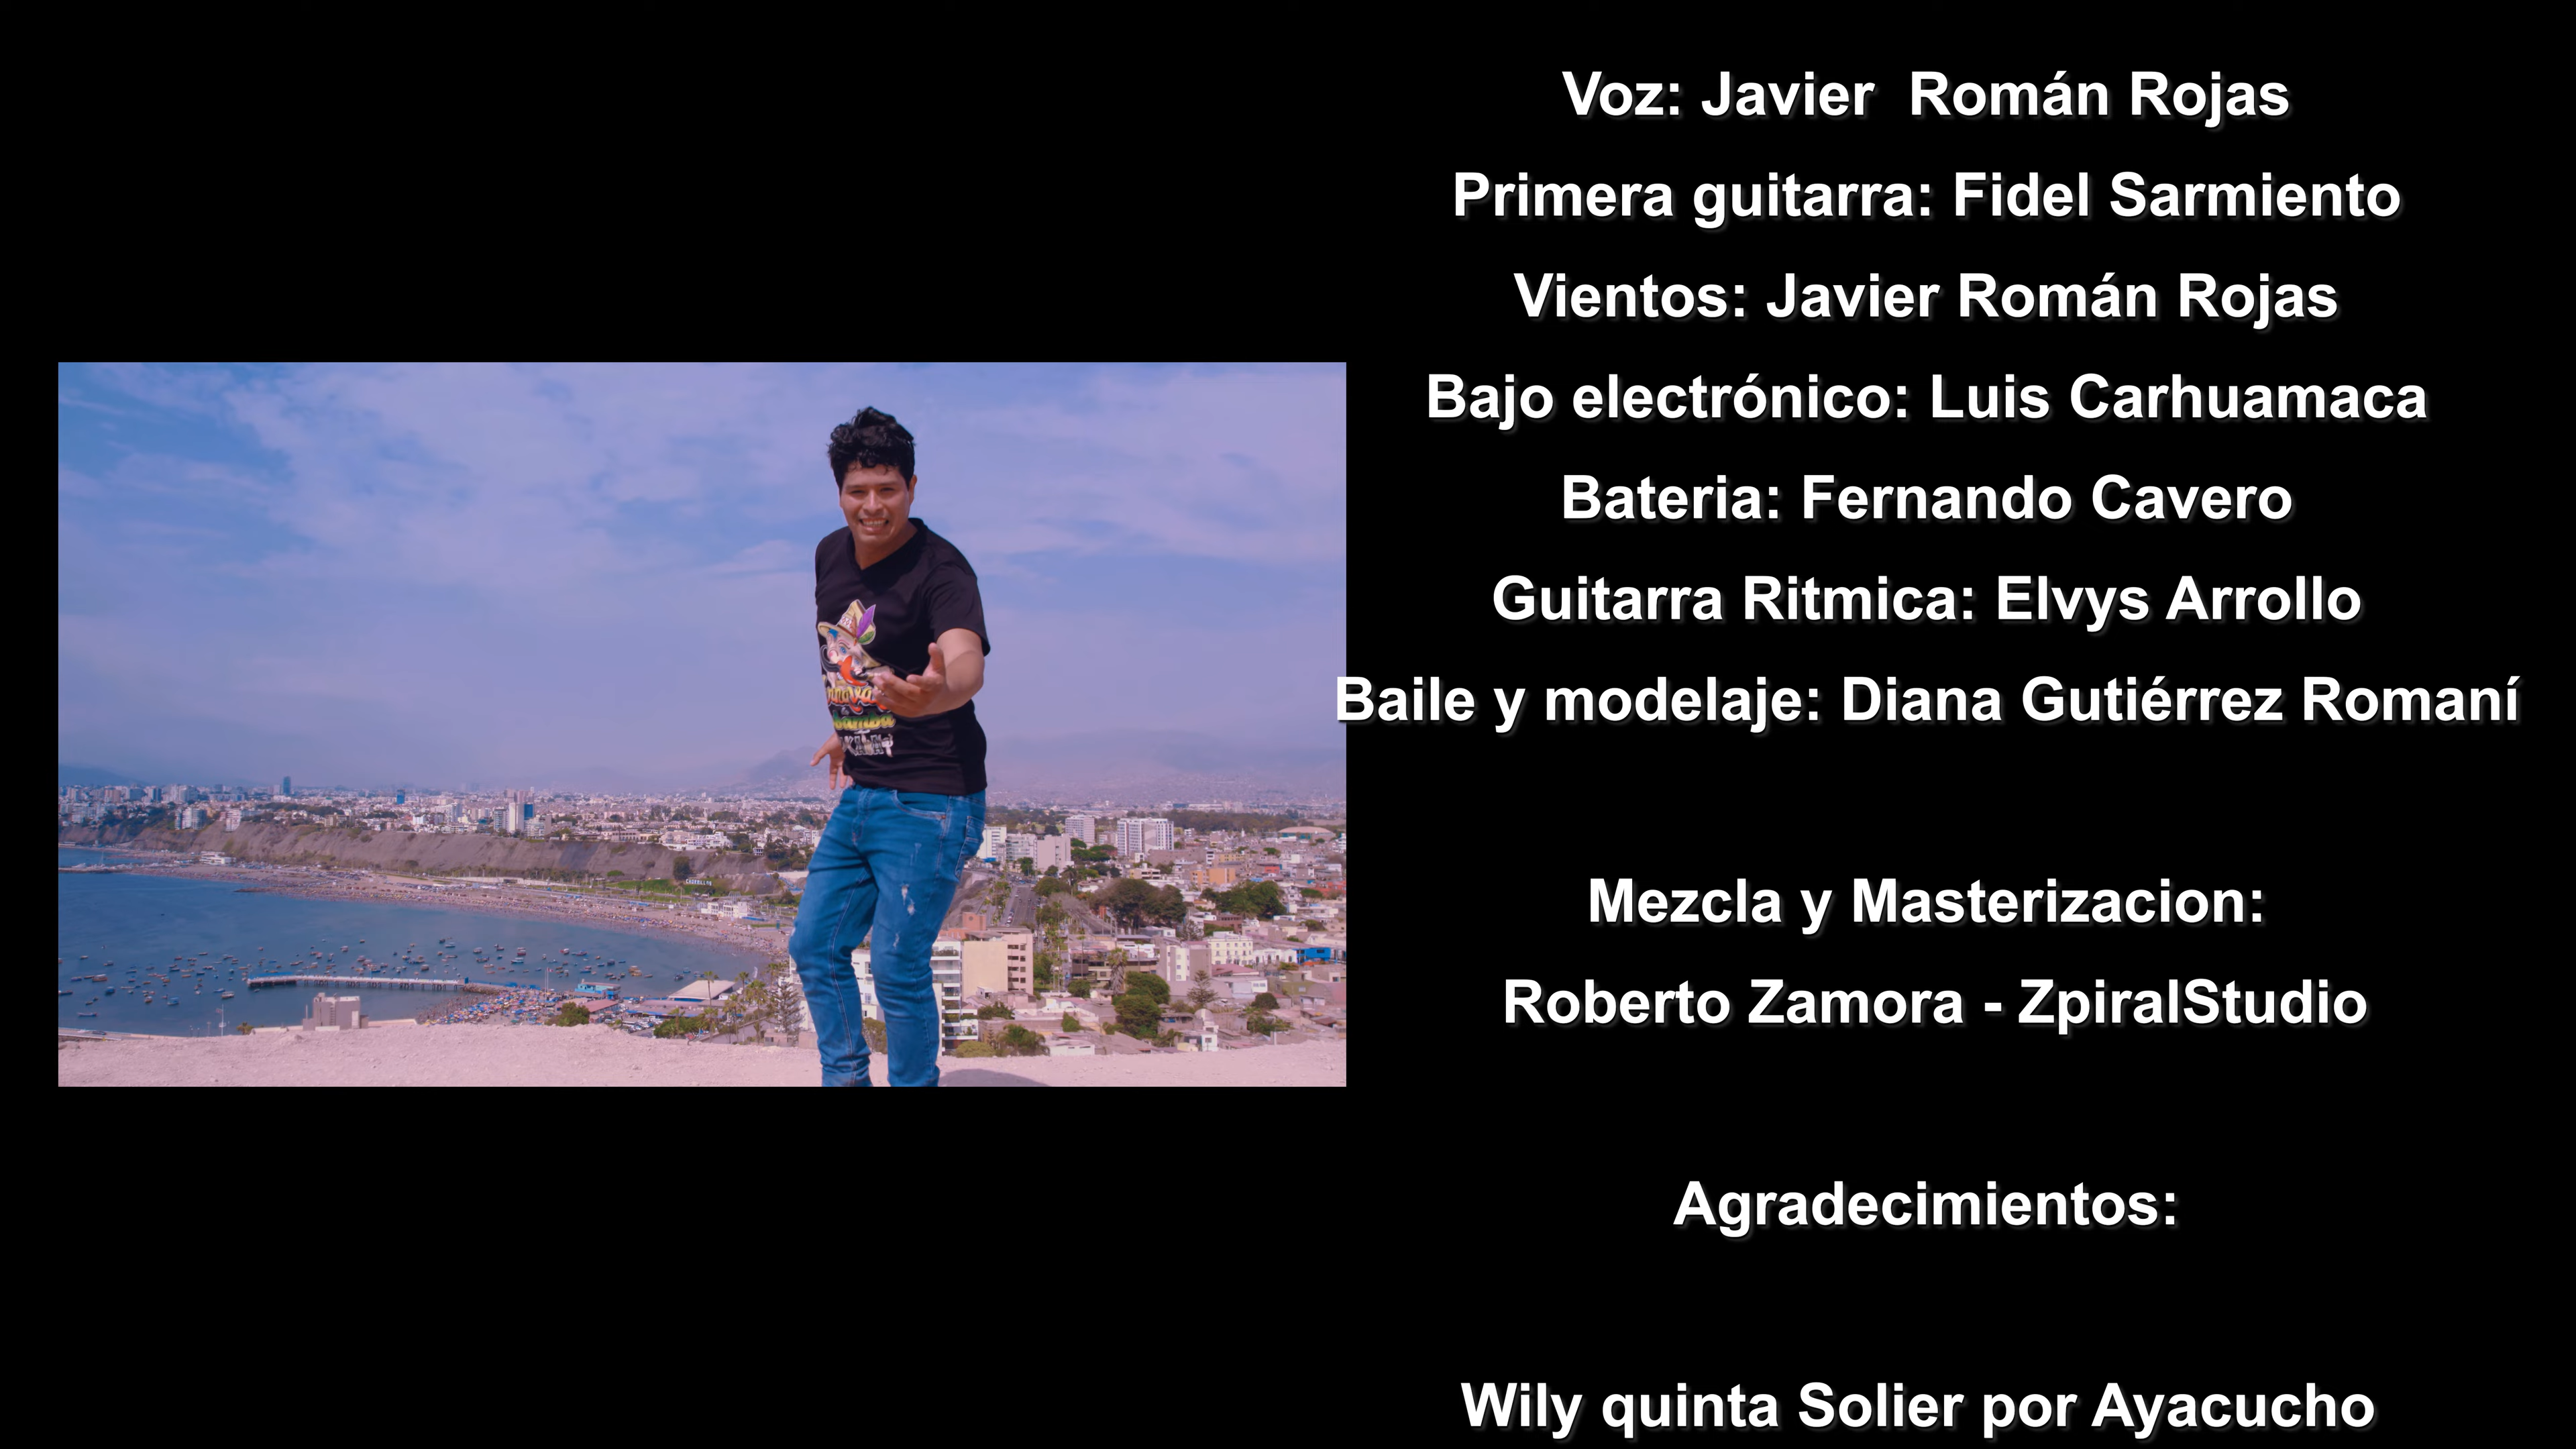 Voz: Javier  Román Rojas
Primera guitarra: Fidel Sarmiento
Vientos: Javier Román Rojas
Bajo electrónico: Luis Carhuamaca
Bateria: Fernando Cavero
Guitarra Ritmica: Elvys Arrollo
Baile y modelaje: Diana Gutiérrez Romaní
Mezcla y Masterizacion:
Roberto Zamora - ZpiralStudio
Agradecimientos:
Wily quinta Solier por Ayacucho